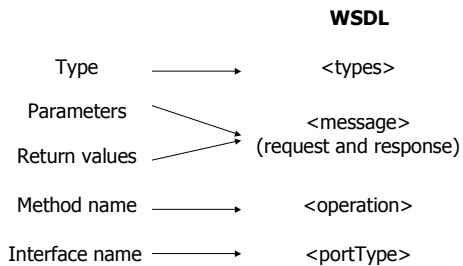 WSDL
Type <types>
Parameters
<message>
(request and response)
Return values
Method name <operation>
Interface name <portType>